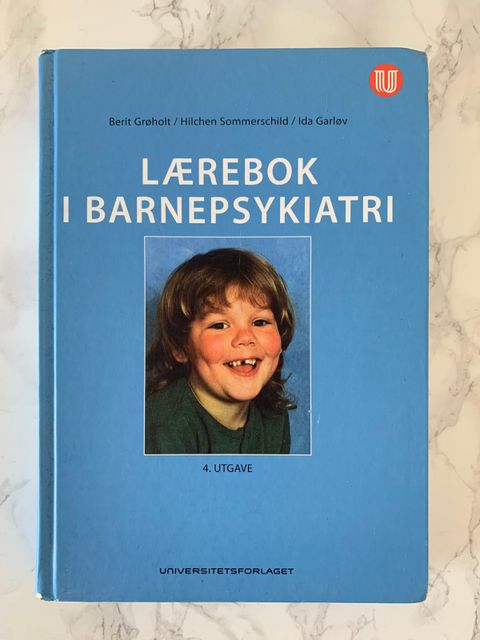 Berit Grøholt / Hilchen Sommerschild / Ida Garløv
LÆREBOK
I BARNEPSYKIATRI
4. UTGAVE
UNIVERSITETSFORLAGET